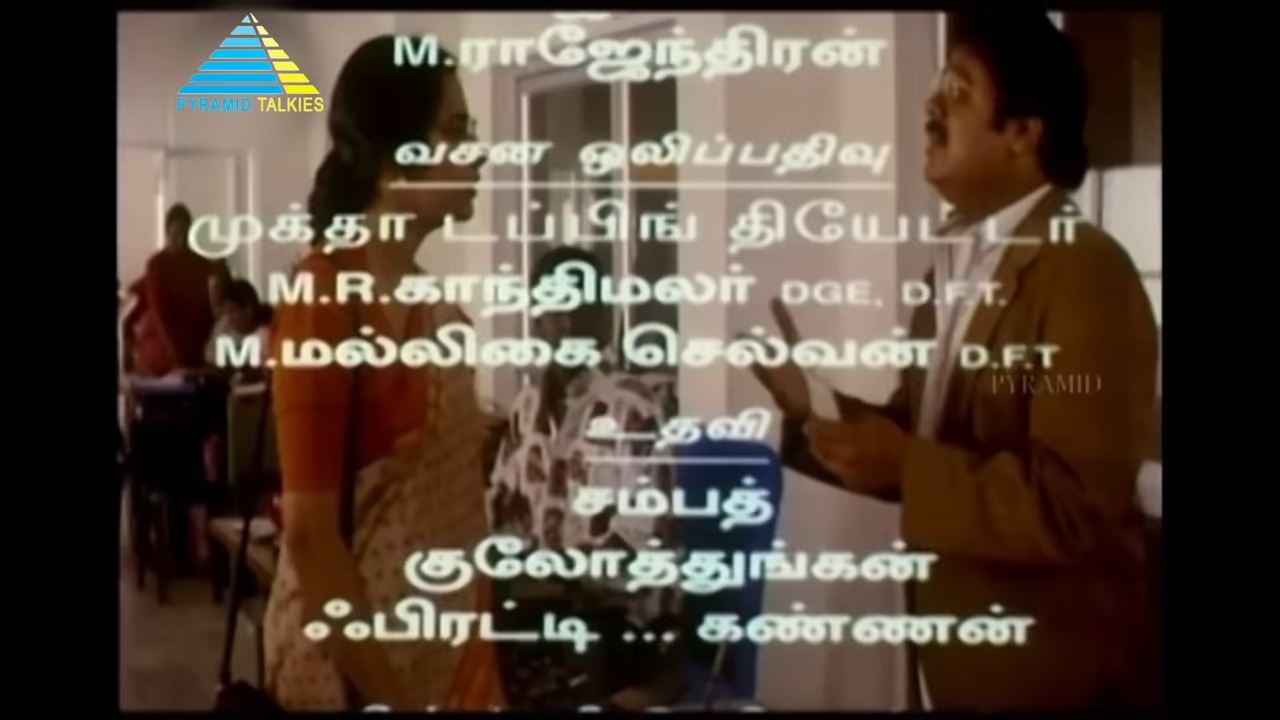 M.ராஜேந்திரன்
PYRAMID TALKIES
வசன ஒலிப்பதிவு
முக்தா டப்பிங் தியேட்டர்
M.R.காந்திமலர் DGE, D.F.T.
M.மல்லிகை செல்வன் D.F.T
PYRAMID
உதவி
சம்பத்
குலோத்துங்கன்
ஃபிரட்டி ... கண்ணன்